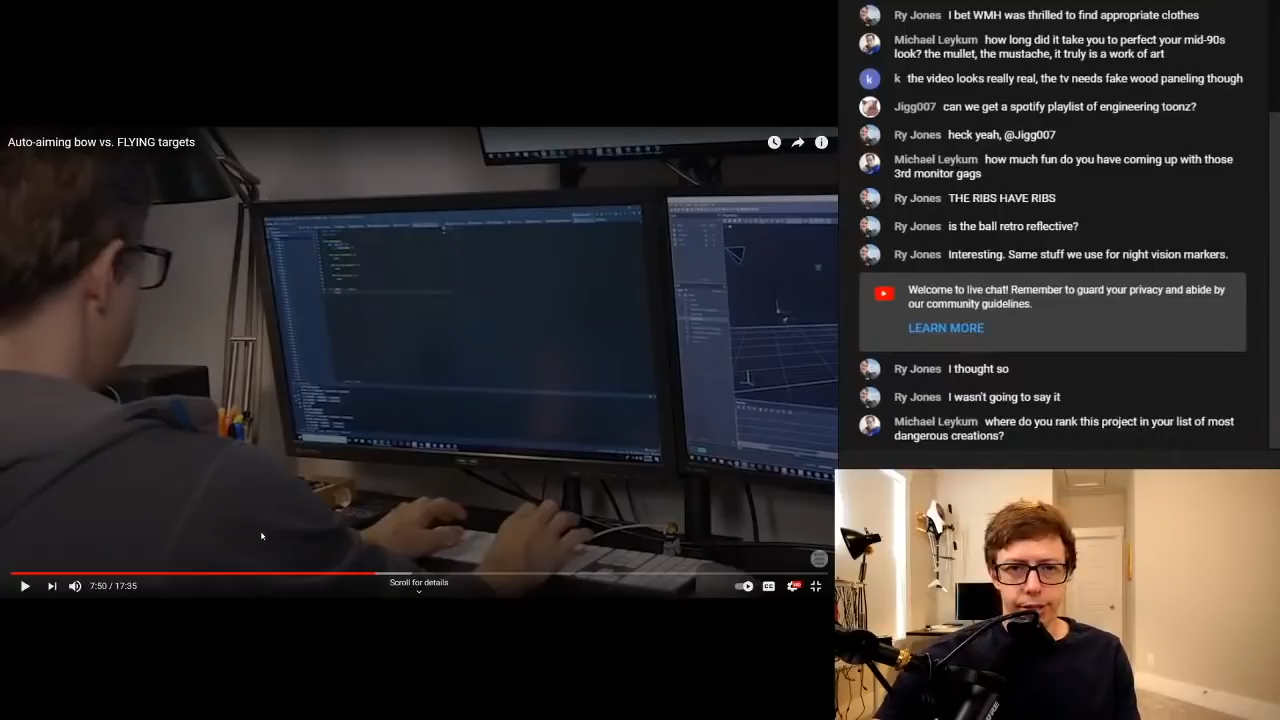 Auto-aiming bow vs. FLYING targets
7:50 / 17:35
Scroll for details
CC
HD
Ry Jones I bet WMH was thrilled to find appropriate clothes
Michael Leykum how long did it take you to perfect your mid-90s
look? the mullet, the mustache, it truly is a work of art
k the video looks really real, the tv needs fake wood paneling though
Jigg007 can we get a spotify playlist of engineering toonz?
Ry Jones heck yeah, @Jigg007
Michael Leykum how much fun do you have coming up with those
3rd monitor gags
Ry Jones THE RIBS HAVE RIBS
Ry Jones is the ball retro reflective?
Ry Jones Interesting. Same stuff we use for night vision markers.
Welcome to live chat! Remember to guard your privacy and abide by
our community guidelines.
LEARN MORE
Ry Jones I thought so
Ry Jones I wasn't going to say it
Michael Leykum where do you rank this project in your list of most
dangerous creations?